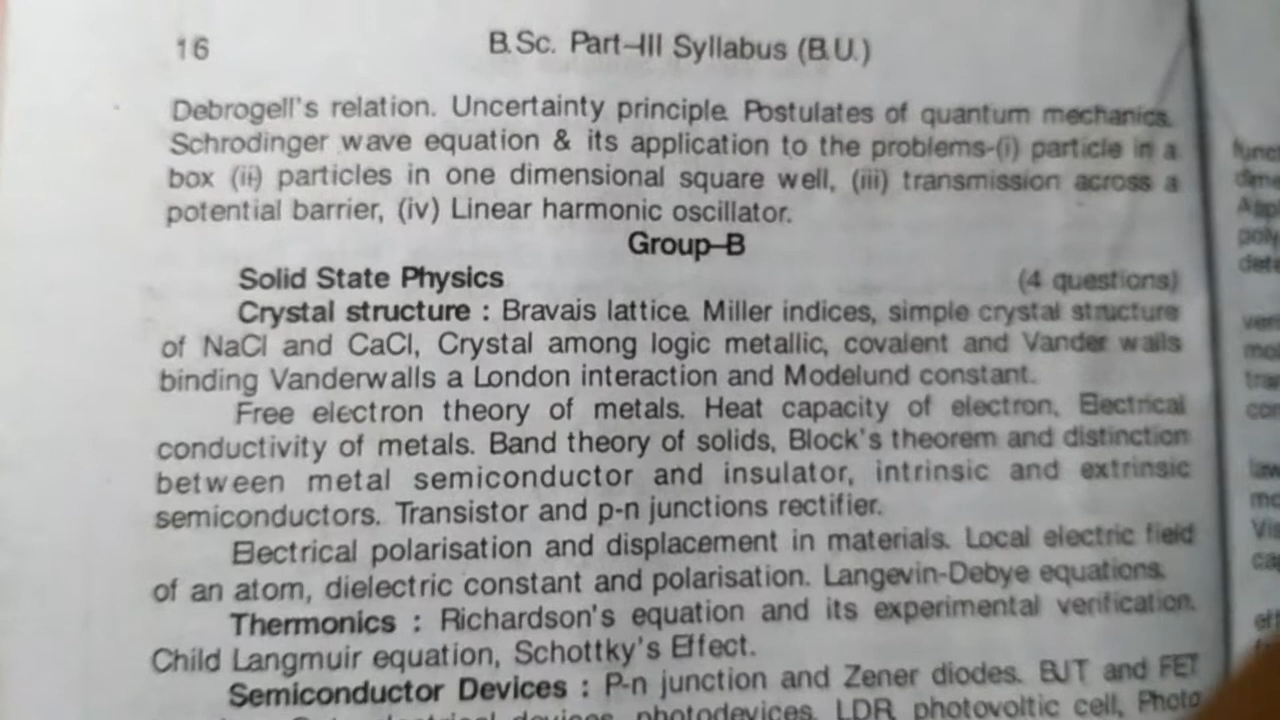 16 B.Sc. Part-III Syllabus (B.U.)
Debrogell's relation. Uncertainty principle. Postulates of quantum mechanics.
Schrodinger wave equation & its application to the problems-(i) particle in a
box (ii) particles in one dimensional square well, (iii) transmission across a
potential barrier, (iv) Linear harmonic oscillator.
Group-B
Solid State Physics (4 questions)
Crystal structure : Bravais lattice. Miller indices, simple crystal structure
of NaCl and CaCl, Crystal among logic metallic, covalent and Vander walls
binding Vanderwalls a London interaction and Modelund constant.
Free electron theory of metals. Heat capacity of electron, Electrical
conductivity of metals. Band theory of solids, Block's theorem and distinction
between metal semiconductor and insulator, intrinsic and extrinsic
semiconductors. Transistor and p-n junctions rectifier.
Electrical polarisation and displacement in materials. Local electric field
of an atom, dielectric constant and polarisation. Langevin-Debye equations.
Thermonics : Richardson's equation and its experimental verification.
Child Langmuir equation, Schottky's Effect.
Semiconductor Devices : P-n junction and Zener diodes. BJT and FET
devices, photodevices, LDR, photovoltic cell, Photo